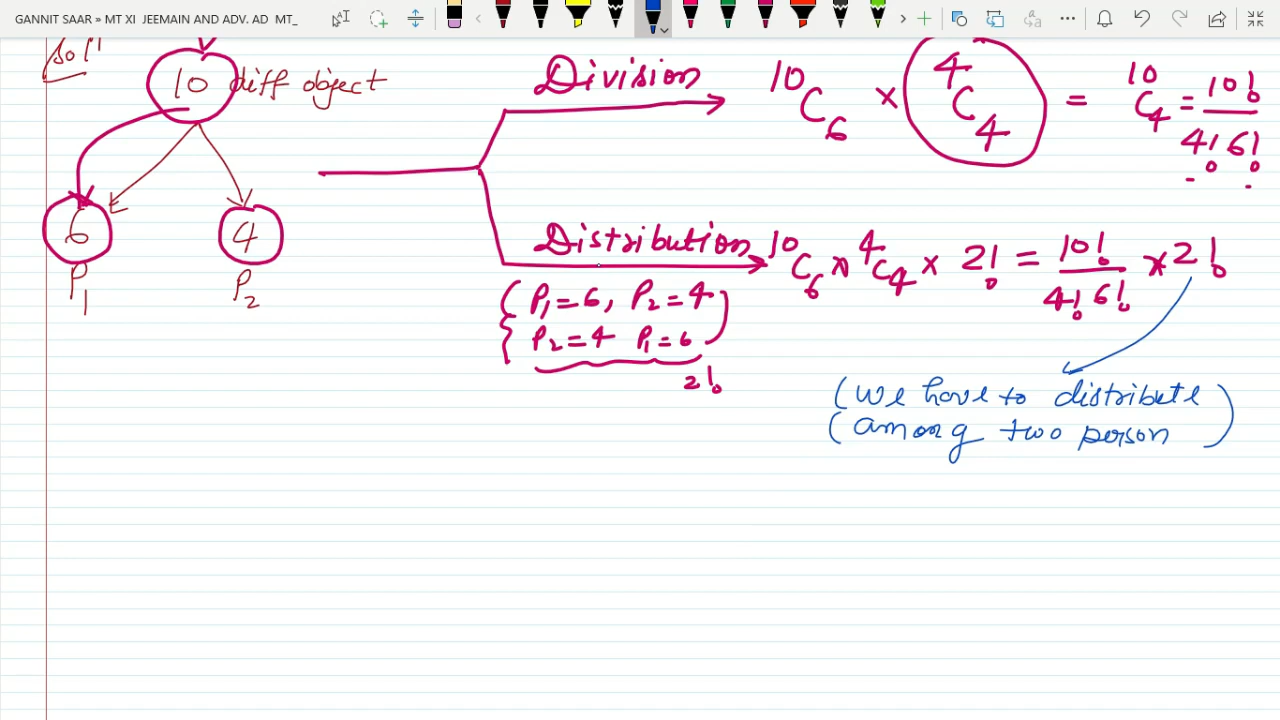 GANNIT SAAR » MT XI JEEMAIN AND ADV. AD MT_
Solⁿ
10 diff object
6 4
P₁ P₂
Division ¹⁰C₆ × ⁴C₄ = ¹⁰C₄ = 10!/4!6!
Distribution ¹⁰C₆ × ⁴C₄ × 2! = 10!/4!6! × 2!
(P₁=6, P₂=4)
P₂=4 P₁=6
2!
(We have to distribute
(among two person)